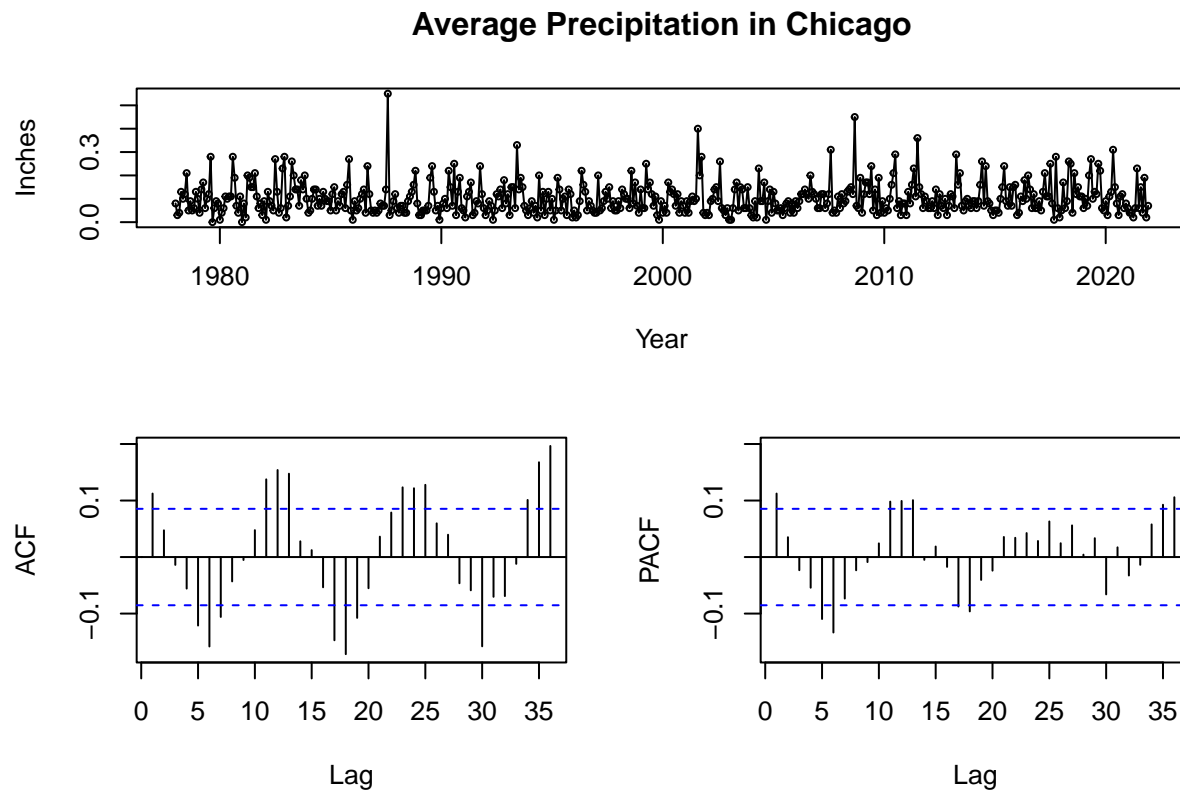 Average Precipitation in Chicago
Inches
0.0 0.3
1980 1990 2000 2010 2020
Year
ACF
−0.1 0.1
0 5 10 15 20 25 30 35
Lag
PACF
−0.1 0.1
0 5 10 15 20 25 30 35
Lag